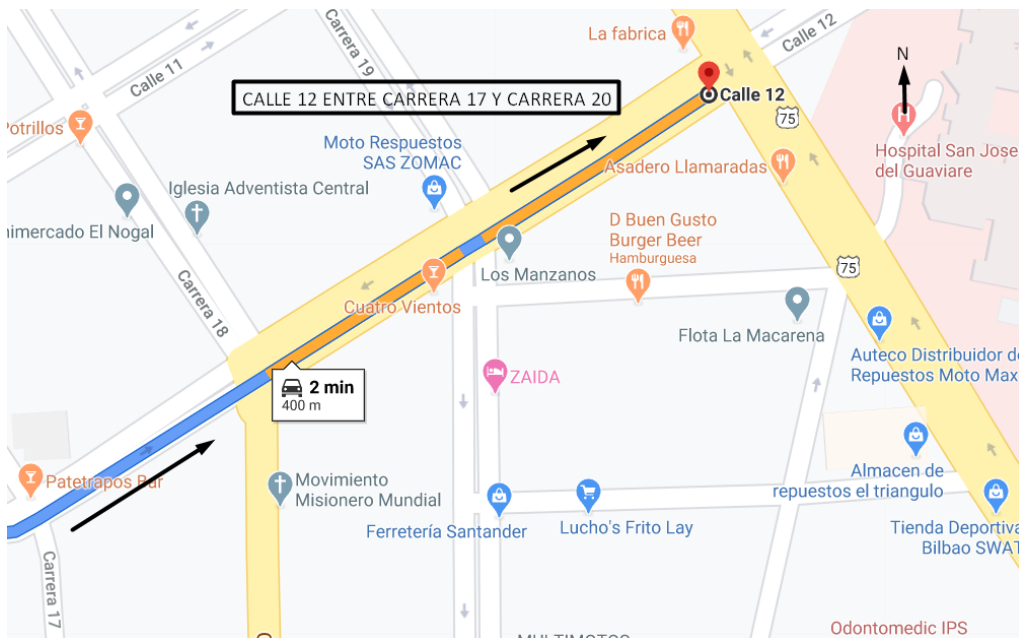 La fabrica
Carrera 19
Calle 12
Calle 11
N
CALLE 12 ENTRE CARRERA 17 Y CARRERA 20
Calle 12
75
Potrillos
Moto Respuestos
SAS ZOMAC
Asadero Llamaradas
Hospital San Jose
del Guaviare
Iglesia Adventista Central
nimercado El Nogal
D Buen Gusto
Burger Beer
Hamburguesa
75
Los Manzanos
Cuatro Vientos
Carrera 18
Flota La Macarena
Auteco Distribuidor de
Repuestos Moto Max
ZAIDA
2 min
400 m
Patetrapos Bar
Movimiento
Misionero Mundial
Almacen de
repuestos el triangulo
Ferretería Santander
Lucho's Frito Lay
Tienda Deportiva
Bilbao SWAT
Carrera 17
MULTIMOTOS
Odontomedic IPS